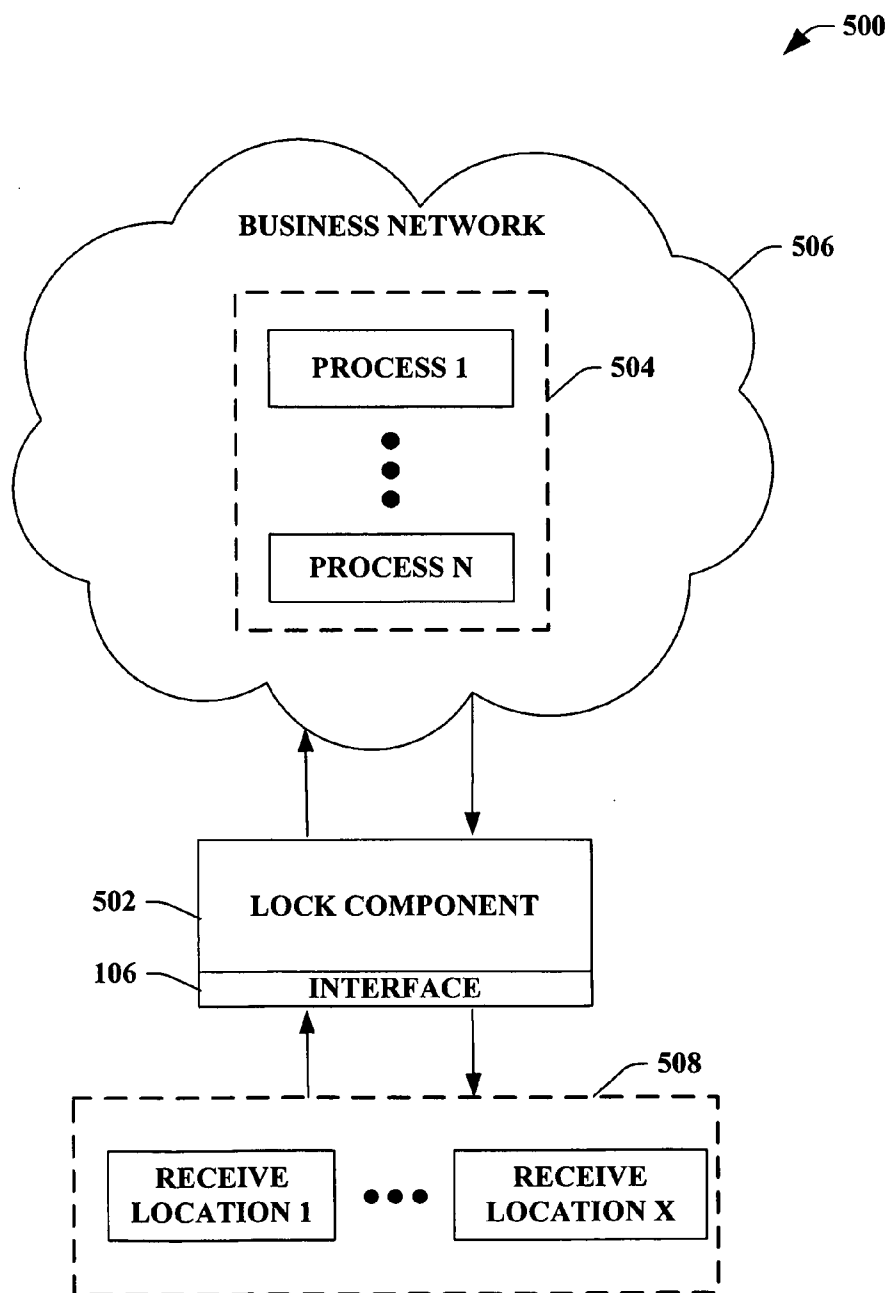 500
BUSINESS NETWORK
506
PROCESS 1
504
PROCESS N
502
LOCK COMPONENT
106
INTERFACE
508
RECEIVE
LOCATION 1
RECEIVE
LOCATION X